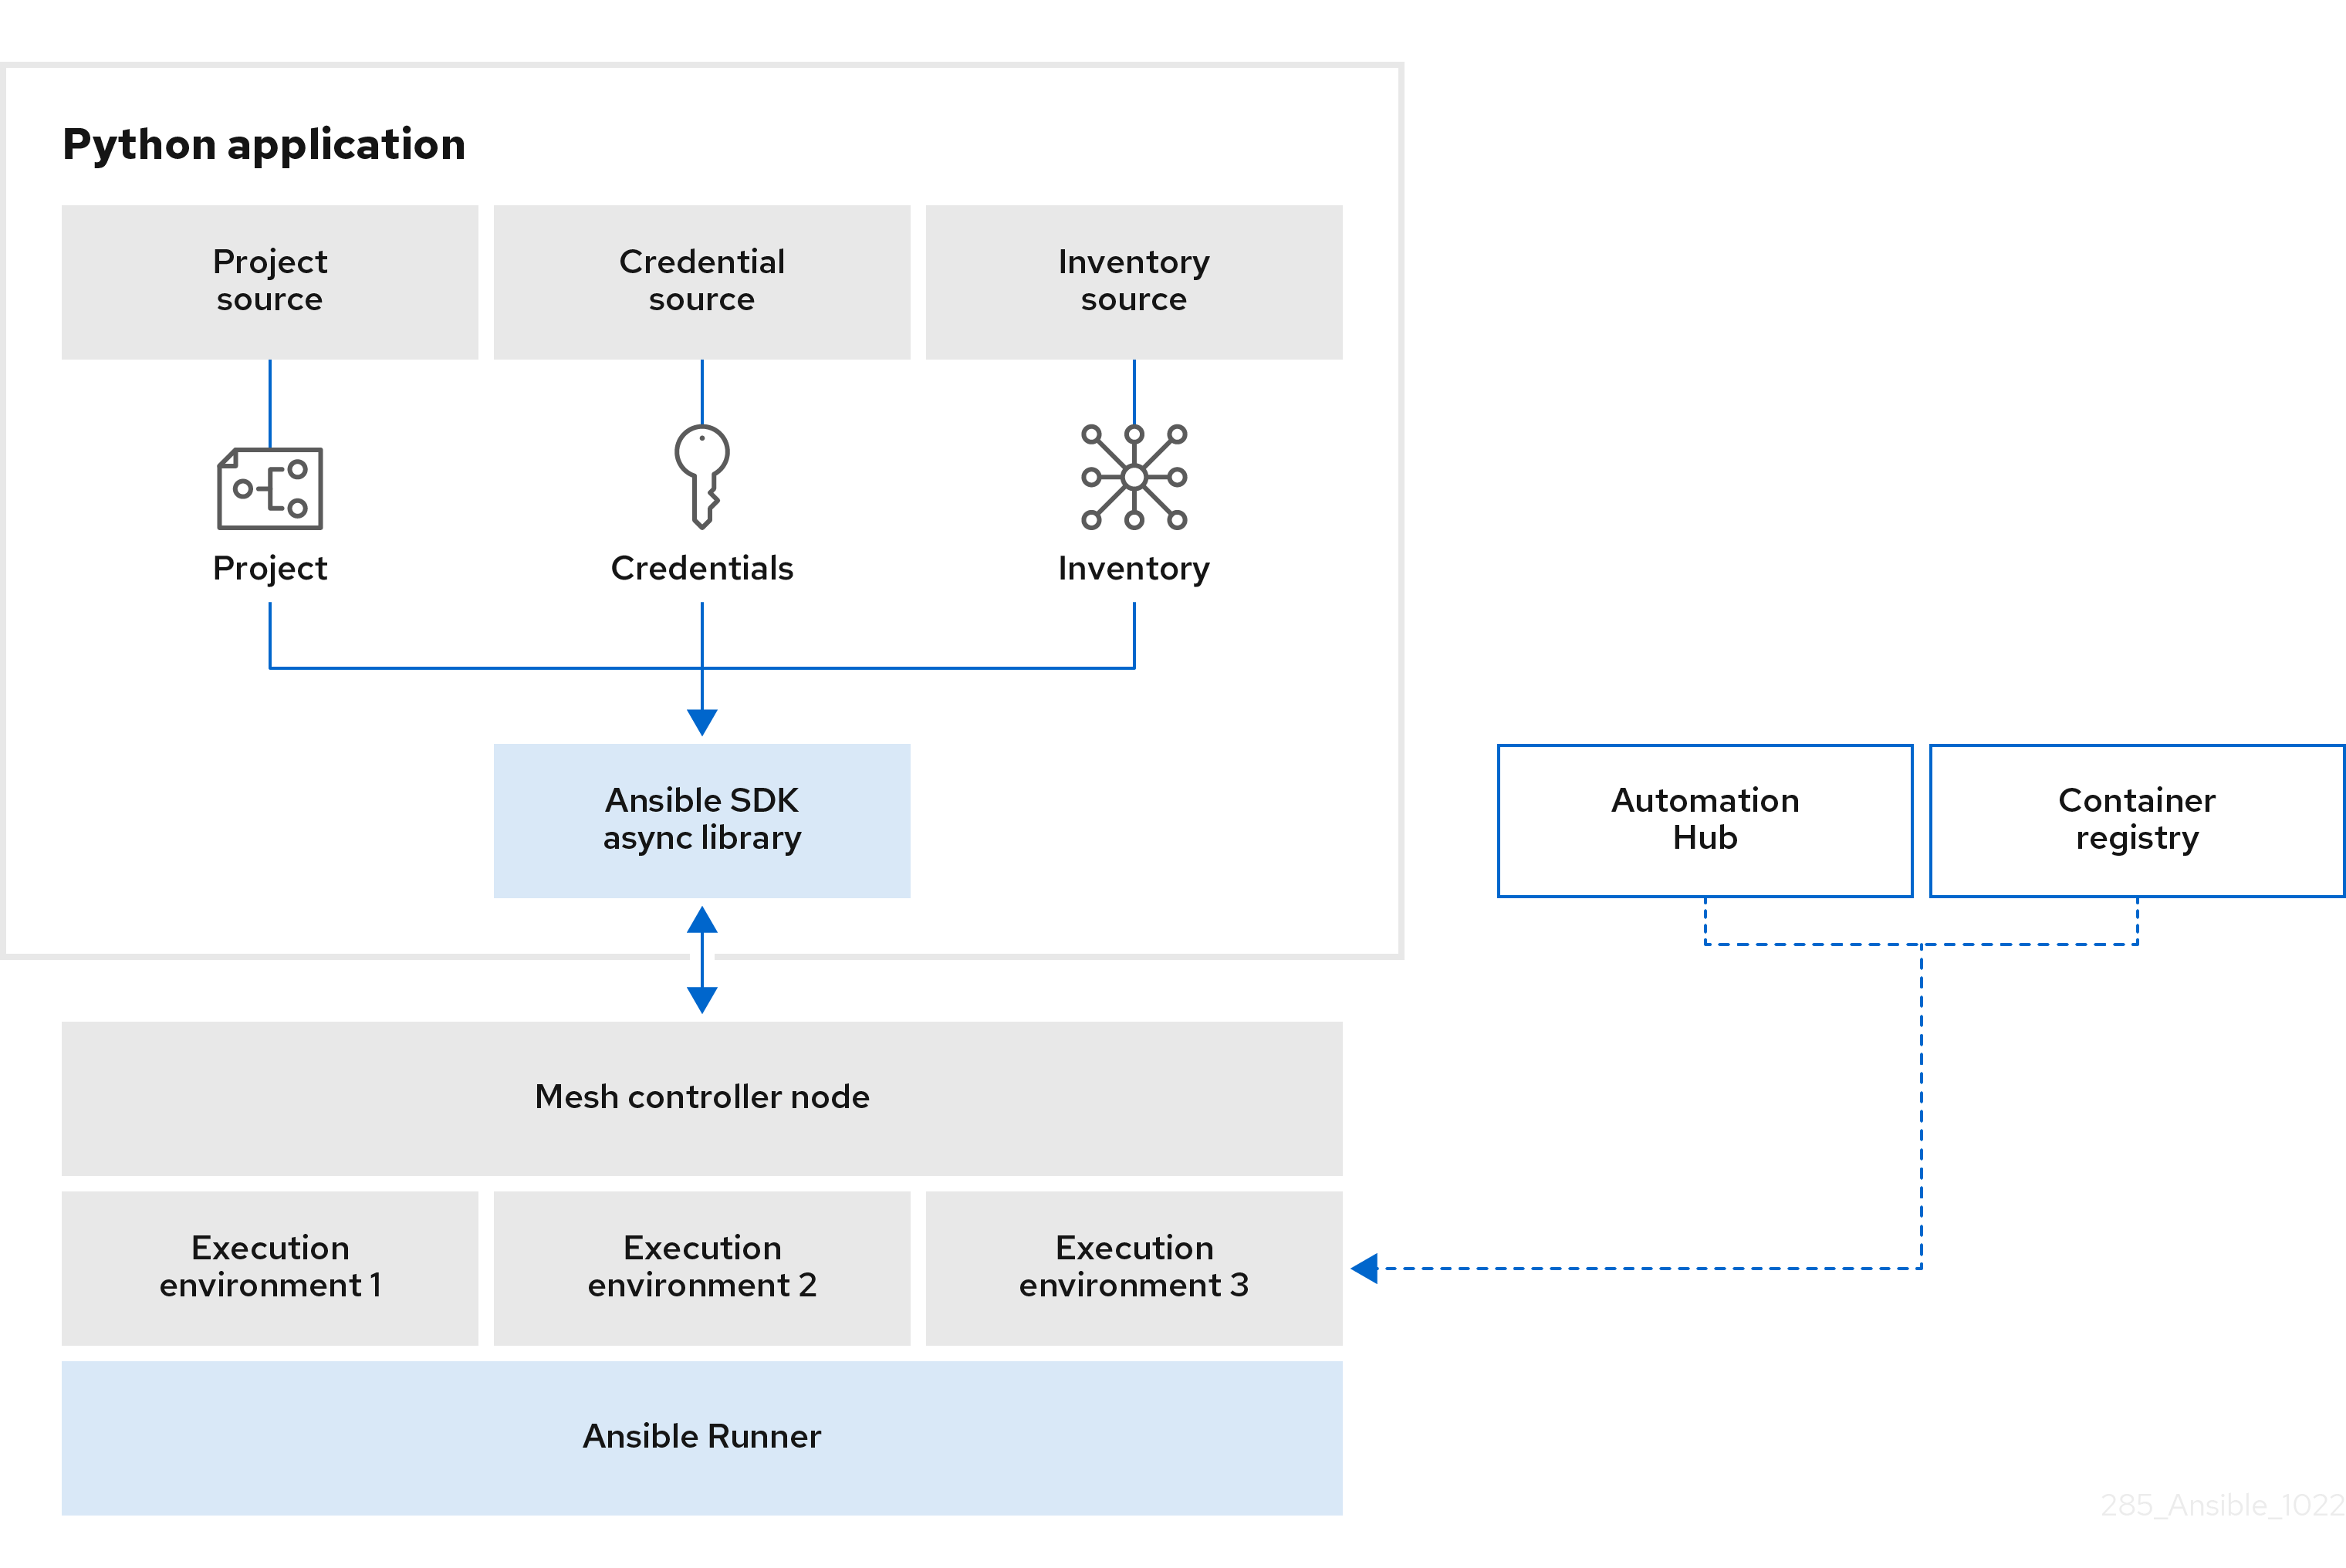 Python application
Project
source
Credential
source
Inventory
source
Project
Credentials
Inventory
Ansible SDK
async library
Automation
Hub
Container
registry
Mesh controller node
Execution
environment 1
Execution
environment 2
Execution
environment 3
Ansible Runner
285_Ansible_1022